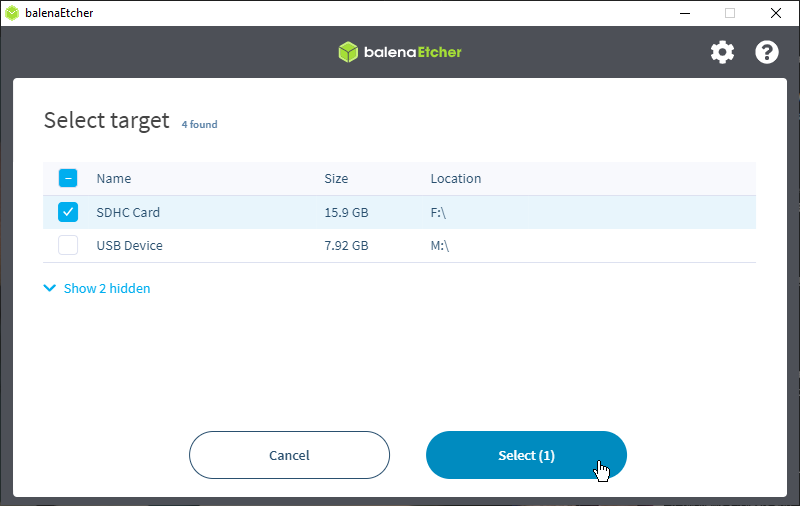 balenaEtcher
balenaEtcher
Select target 4 found
Name Size Location
SDHC Card 15.9 GB F:\
USB Device 7.92 GB M:\
Show 2 hidden
Cancel Select (1)